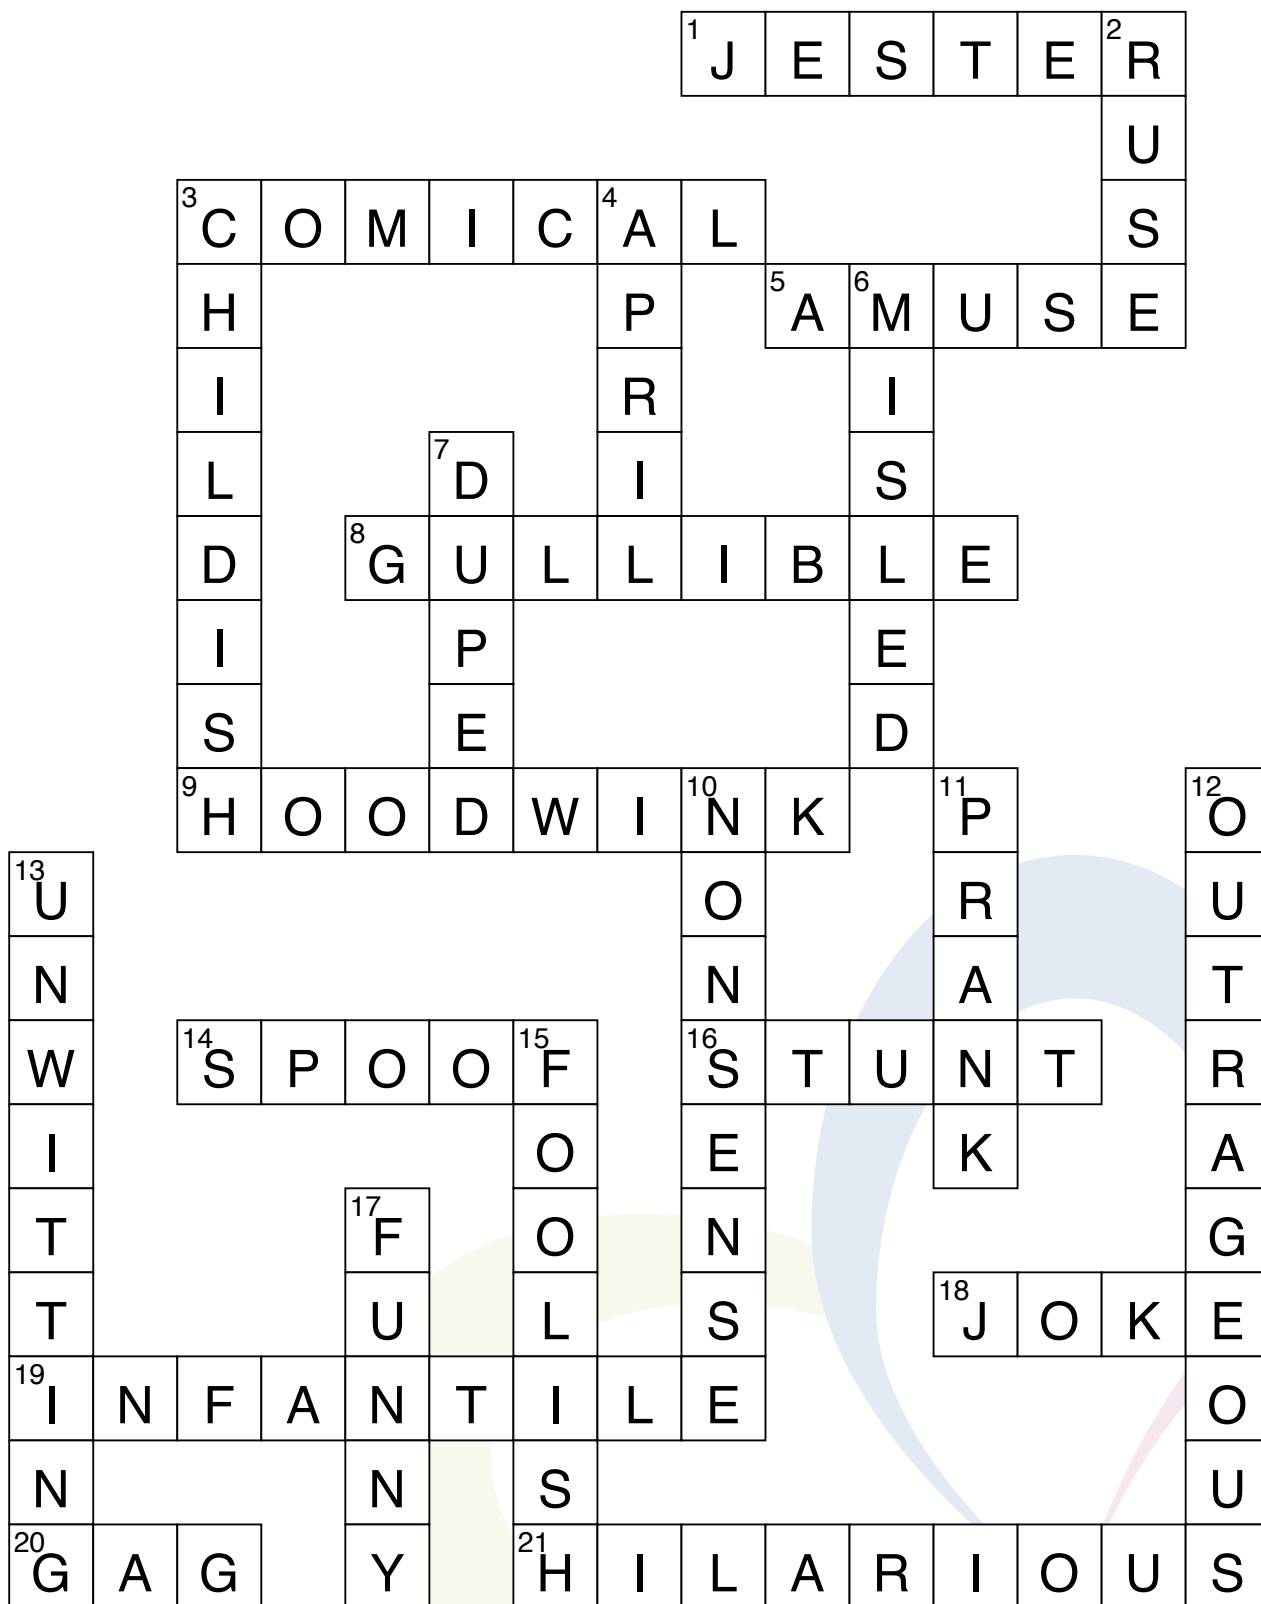 1 J E S T E 2 R
U
3 C O M I C 4 A L S
H P 5 A 6 M U S E
I R I
L 7 D I S
D 8 G U L L I B L E
I P E
S E D
9 H O O D W I 10 N K 11 P 12 O
13 U O R U
N N A T
W 14 S P O O 15 F 16 S T U N T R
I O E K A
T 17 F O N G
T U L S 18 J O K E
19 I N F A N T I L E O
N N S U
20 G A G Y 21 H I L A R I O U S